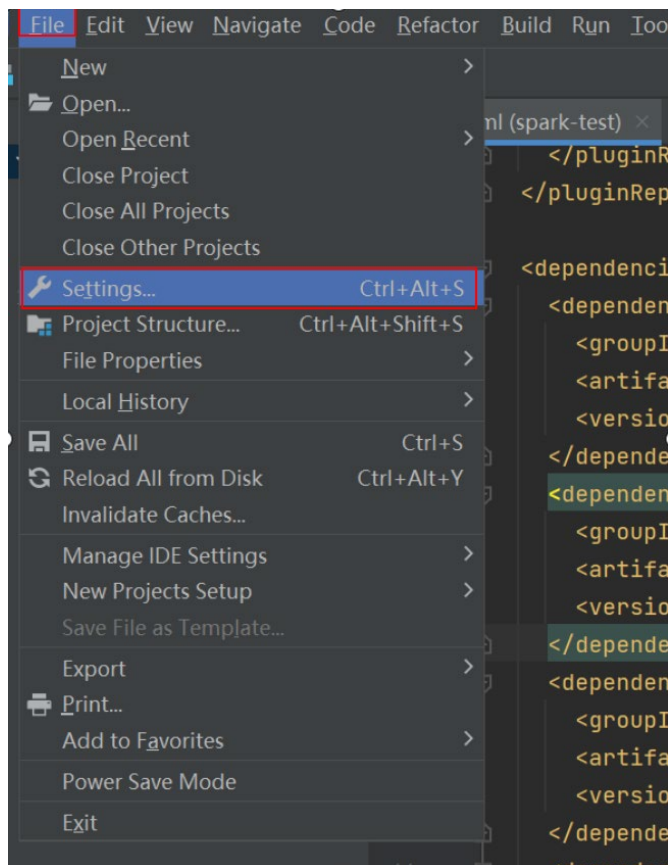 File Edit View Navigate Code Refactor Build Run Too
New
Open...
ml (spark-test)
Open Recent
</pluginR
Close Project
</pluginRep
Close All Projects
Close Other Projects
<dependenci
Settings... Ctrl+Alt+S
<dependen
Project Structure... Ctrl+Alt+Shift+S
<groupI
File Properties
<artifa
Local History
<versio
Save All Ctrl+S
</depende
Reload All from Disk Ctrl+Alt+Y
<dependen
Invalidate Caches...
<groupI
Manage IDE Settings
<artifa
New Projects Setup
<versio
Save File as Template...
</depende
Export
<dependen
Print...
<groupI
Add to Favorites
<artifa
Power Save Mode
<versio
Exit
</depende